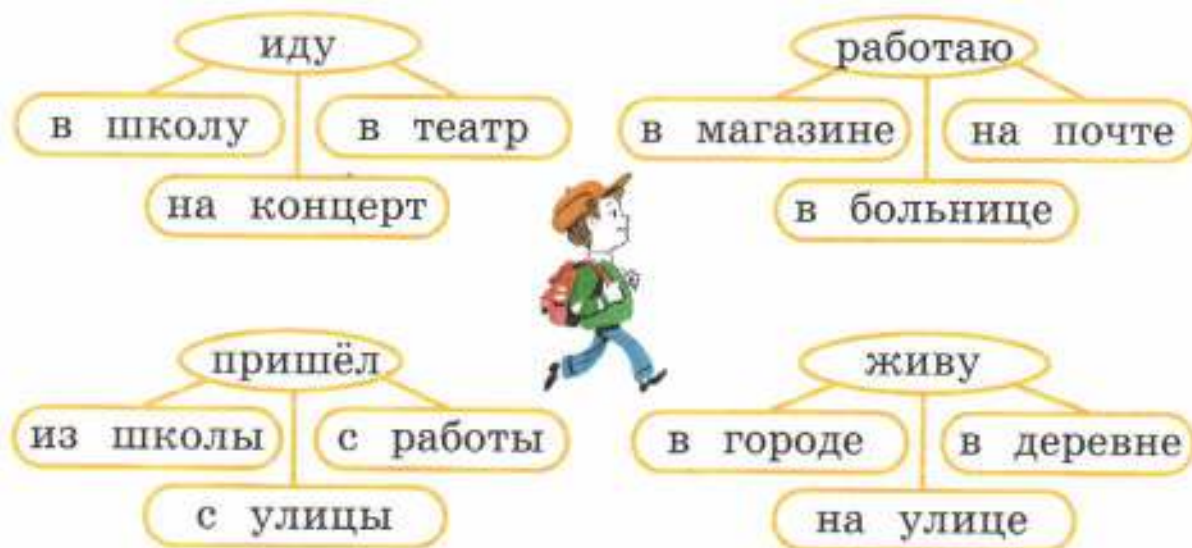 иду
в школу
в театр
на концерт
работаю
в магазине
на почте
в больнице
пришёл
из школы
с работы
с улицы
живу
в городе
в деревне
на улице